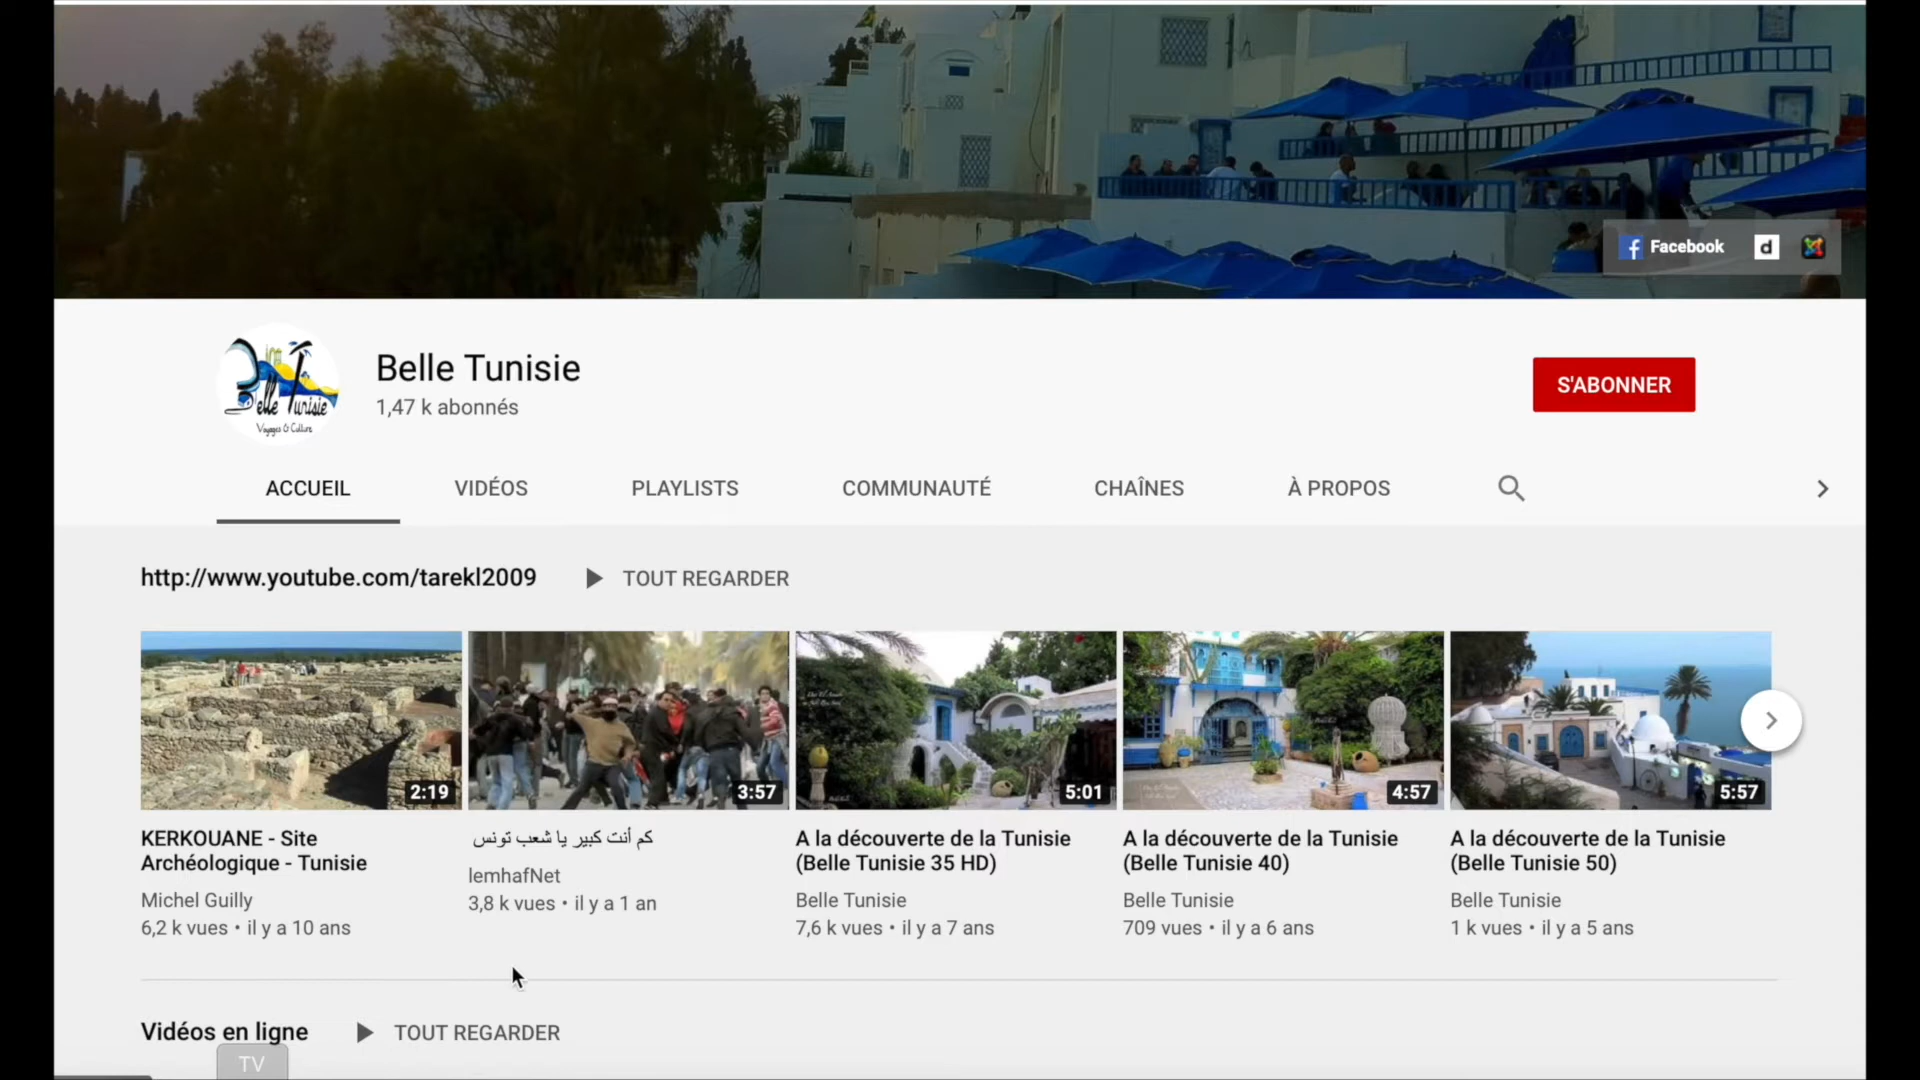 Facebook
d
Belle Tunisie
Voyages & Culture
Belle Tunisie
1,47 k abonnés
S'ABONNER
ACCUEIL
VIDÉOS
PLAYLISTS
COMMUNAUTÉ
CHAÎNES
À PROPOS
http://www.youtube.com/tarekl2009
TOUT REGARDER
2:19
3:57
5:01
4:57
5:57
KERKOUANE - Site
Archéologique - Tunisie
Michel Guilly
6,2 k vues • il y a 10 ans
كم أنت كبير يا شعب تونس
lemhafNet
3,8 k vues • il y a 1 an
A la découverte de la Tunisie
(Belle Tunisie 35 HD)
Belle Tunisie
7,6 k vues • il y a 7 ans
A la découverte de la Tunisie
(Belle Tunisie 40)
Belle Tunisie
709 vues • il y a 6 ans
A la découverte de la Tunisie
(Belle Tunisie 50)
Belle Tunisie
1 k vues • il y a 5 ans
Vidéos en ligne
TOUT REGARDER
TV